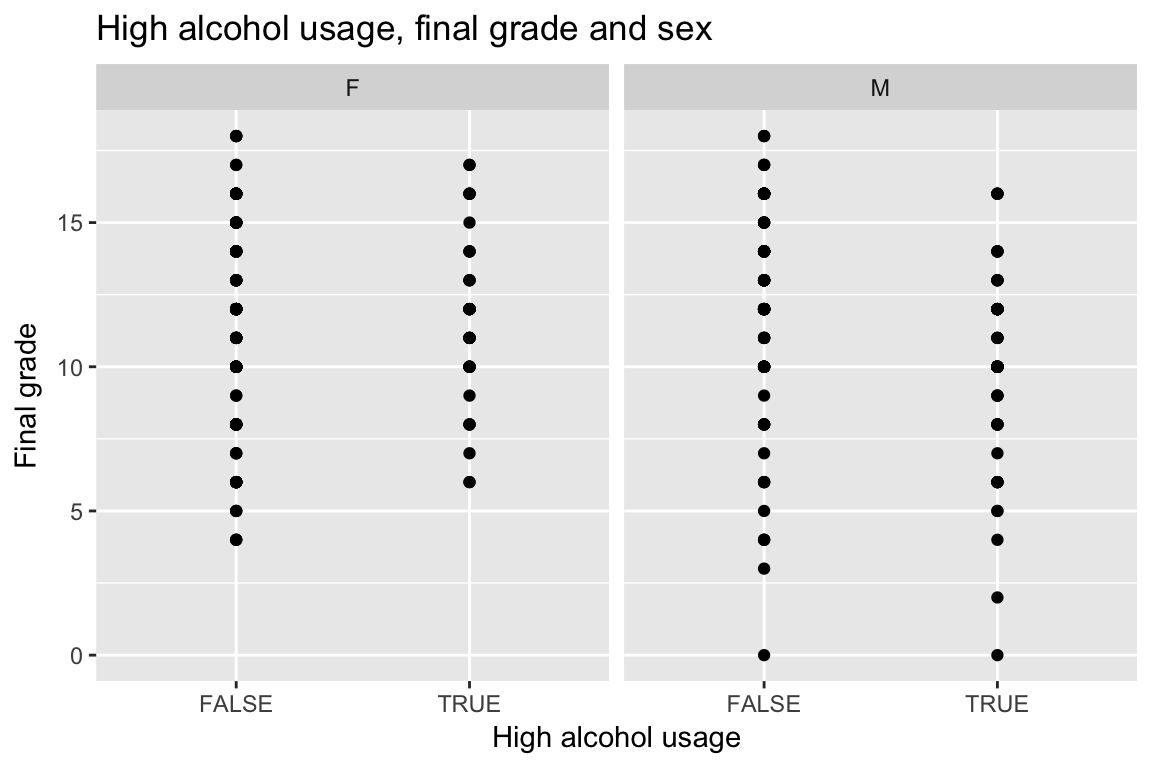 High alcohol usage, final grade and sex
F M
Final grade
15
10
5
0
FALSE TRUE FALSE TRUE
High alcohol usage